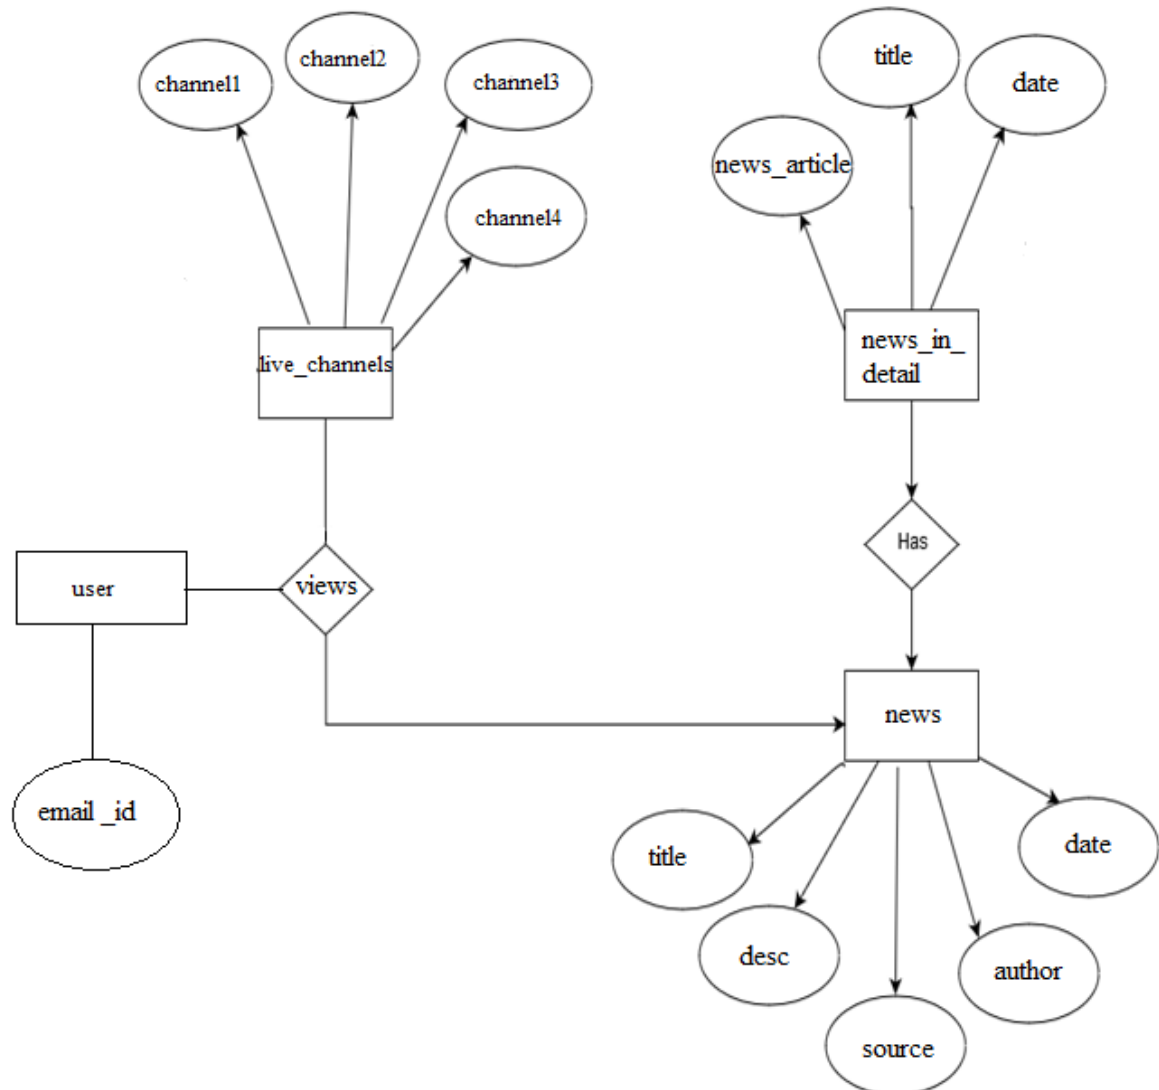 channel1
channel2
channel3
channel4
.live_channels
title
date
news_article
news_in_
detail
Has
user
views
email _id
news
title
desc
source
author
date